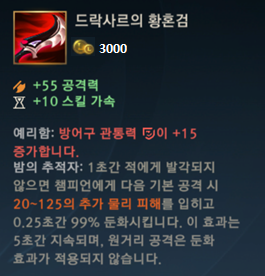 드락사르의 황혼검
3000
+55 공격력
+10 스킬 가속
예리함: 방어구 관통력이 +15
증가합니다.
밤의 추적자: 1초간 적에게 발각되지
않으면 챔피언에게 다음 기본 공격 시
20~125의 추가 물리 피해를 입히고
0.25초간 99% 둔화시킵니다. 이 효과는
5초간 지속되며, 원거리 공격은 둔화
효과가 적용되지 않습니다.